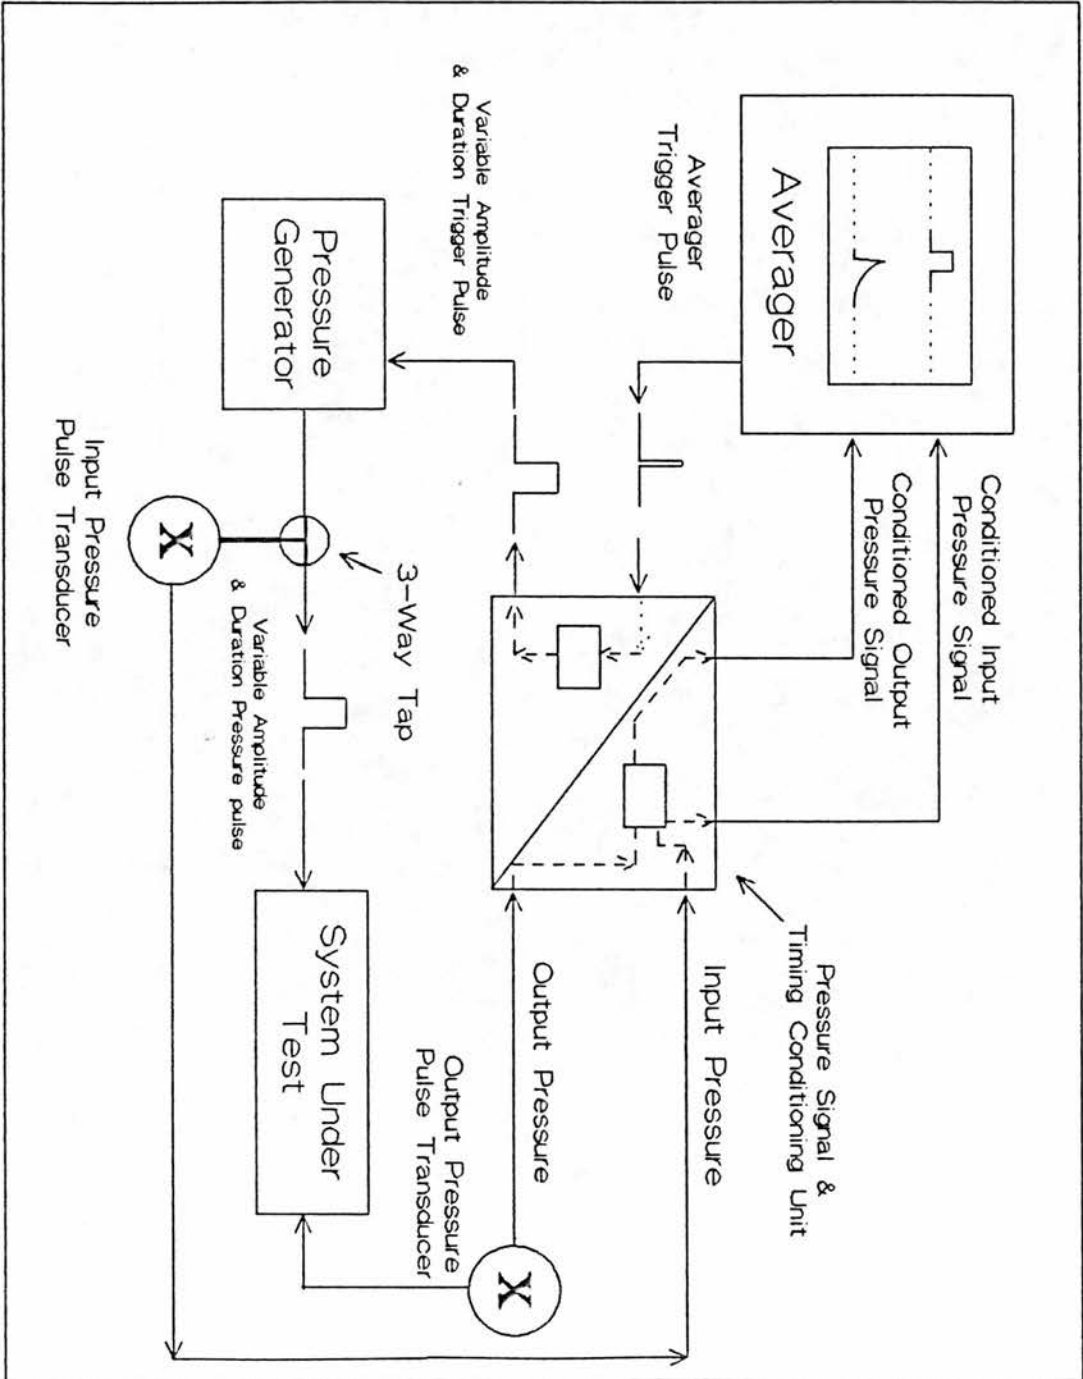 Conditioned Input
Pressure Signal
Conditioned Output
Pressure Signal
Averager
Averager
Trigger Pulse
Variable Amplitude
& Duration Trigger Pulse
Pressure
Generator
Input Pressure
Pulse Transducer
X
3-Way Tap
Variable Amplitude
& Duration Pressure pulse
System Under
Test
Pressure Signal &
Timing Conditioning Unit
Input Pressure
Output Pressure
Output Pressure
Pulse Transducer
X